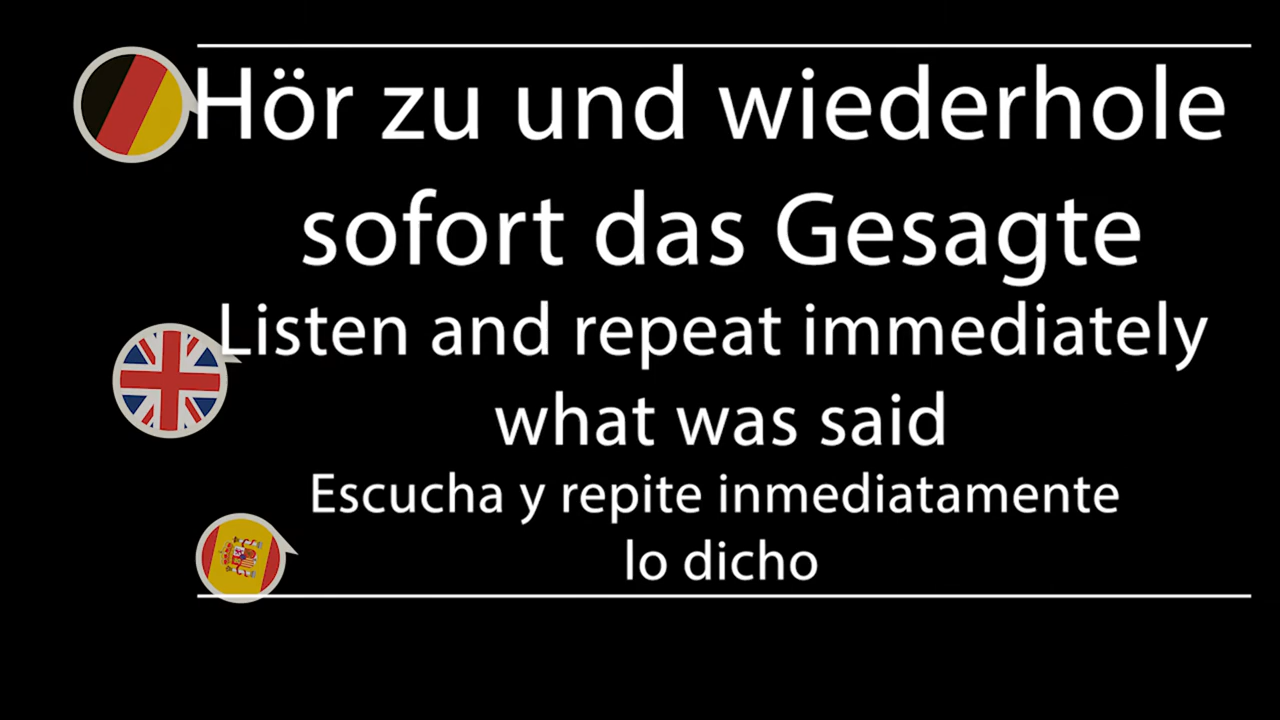 Hör zu und wiederhole
sofort das Gesagte
Listen and repeat immediately
what was said
Escucha y repite inmediatamente
lo dicho